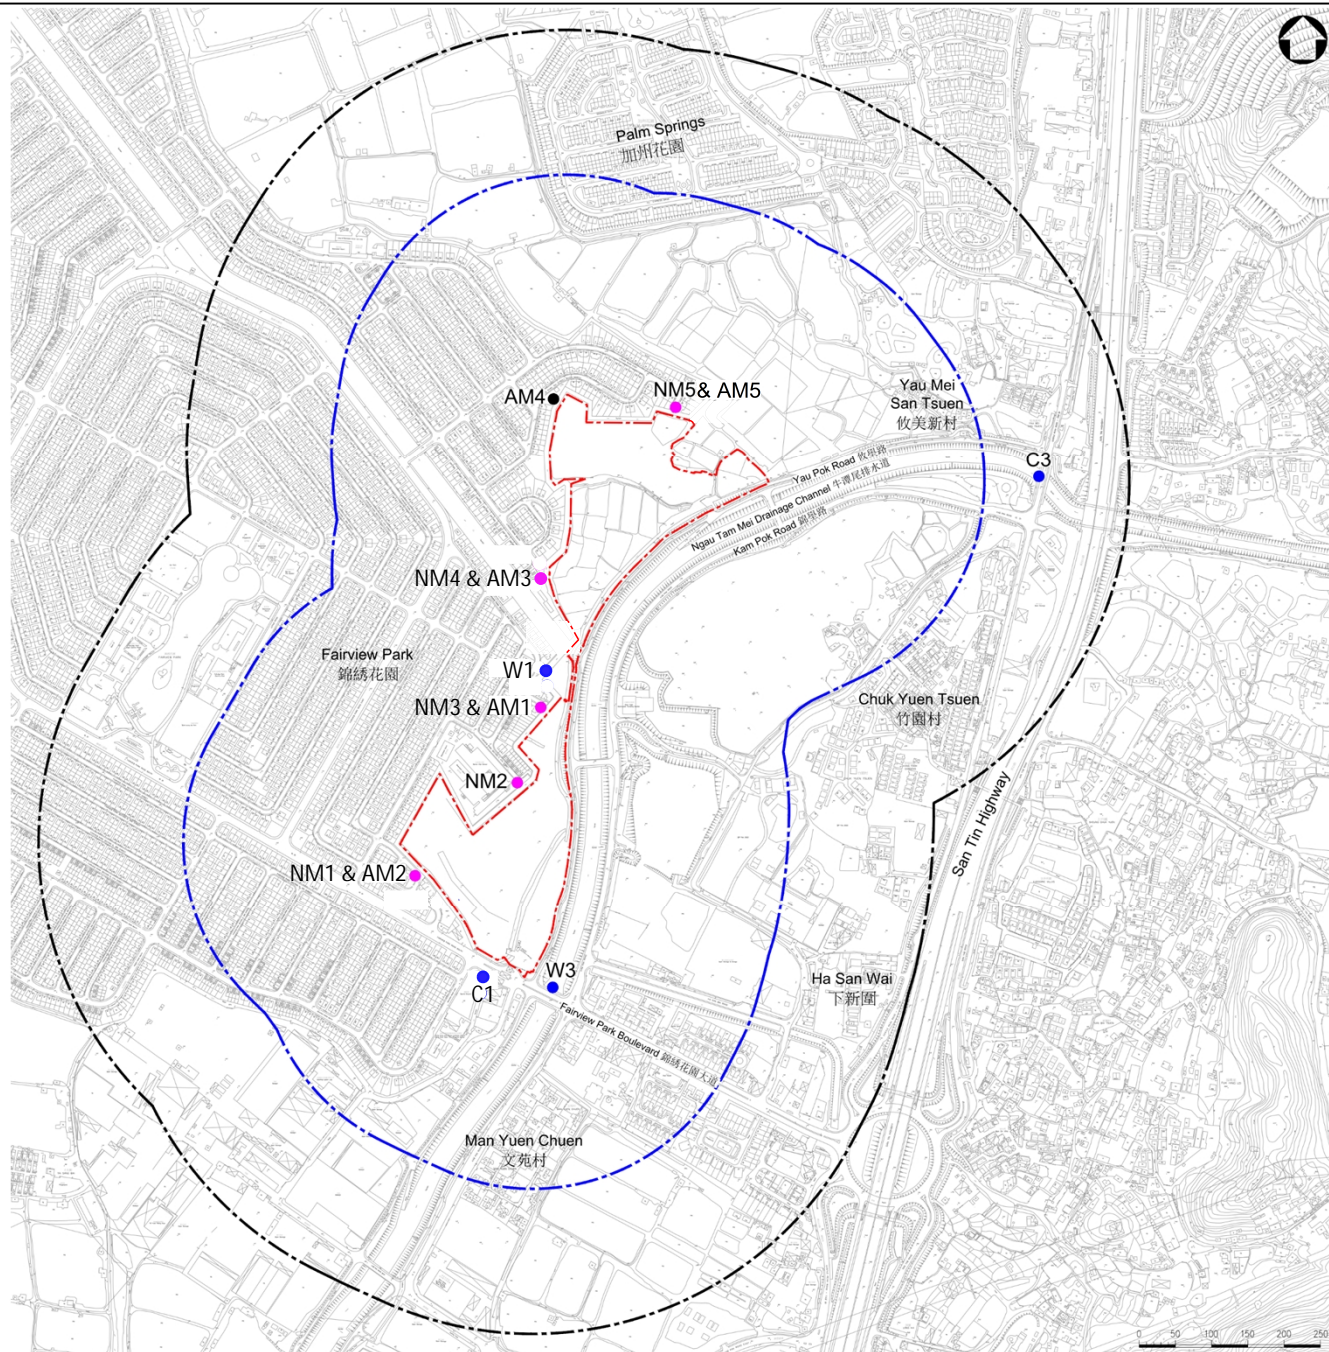 Palm Springs
加州花園
AM4
NM5& AM5
Yau Mei
San Tsuen
攸美新村
C3
Yau Pok Road 攸壆路
Ngau Tam Mei Drainage Channel 牛潭尾排水道
Kam Pok Road 錦壆路
NM4 & AM3
Fairview Park
錦綉花園
W1
NM3 & AM1
Chuk Yuen Tsuen
竹園村
NM2
San Tin Highway
NM1 & AM2
C1
W3
Ha San Wai
下新圍
Fairview Park Boulevard 錦綉花園大道
Man Yuen Chuen
文苑村
0 50 100 150 200 250